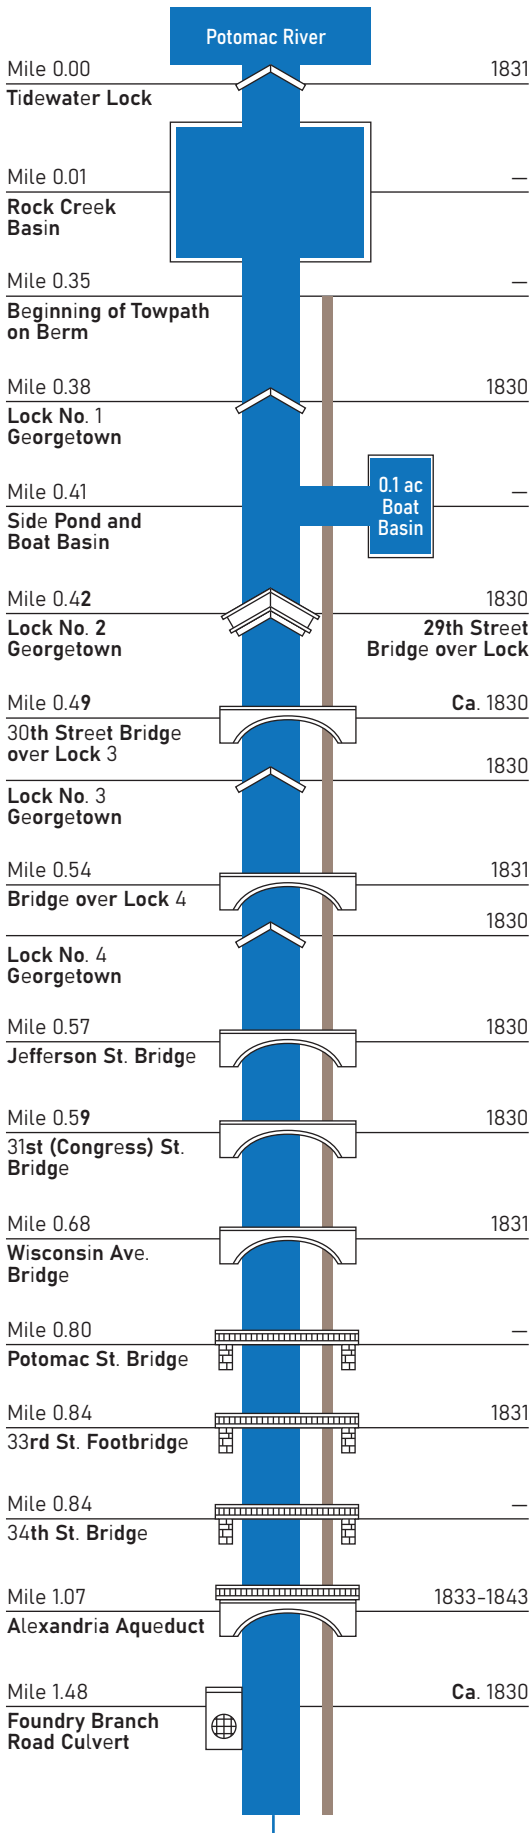 Potomac River
Mile 0.00 1831
Tidewater Lock
Mile 0.01 —
Rock Creek
Basin
Mile 0.35 —
Beginning of Towpath
on Berm
Mile 0.38 1830
Lock No. 1
Georgetown
Mile 0.41 —
Side Pond and
Boat Basin
0.1 ac
Boat
Basin
Mile 0.42 1830
Lock No. 2
Georgetown
29th Street
Bridge over Lock
Mile 0.49 Ca. 1830
30th Street Bridge
over Lock 3
1830
Lock No. 3
Georgetown
Mile 0.54 1831
Bridge over Lock 4
1830
Lock No. 4
Georgetown
Mile 0.57 1830
Jefferson St. Bridge
Mile 0.59 1830
31st (Congress) St.
Bridge
Mile 0.68 1831
Wisconsin Ave.
Bridge
Mile 0.80 —
Potomac St. Bridge
Mile 0.84 1831
33rd St. Footbridge
Mile 0.84 —
34th St. Bridge
Mile 1.07 1833-1843
Alexandria Aqueduct
Mile 1.48 Ca. 1830
Foundry Branch
Road Culvert